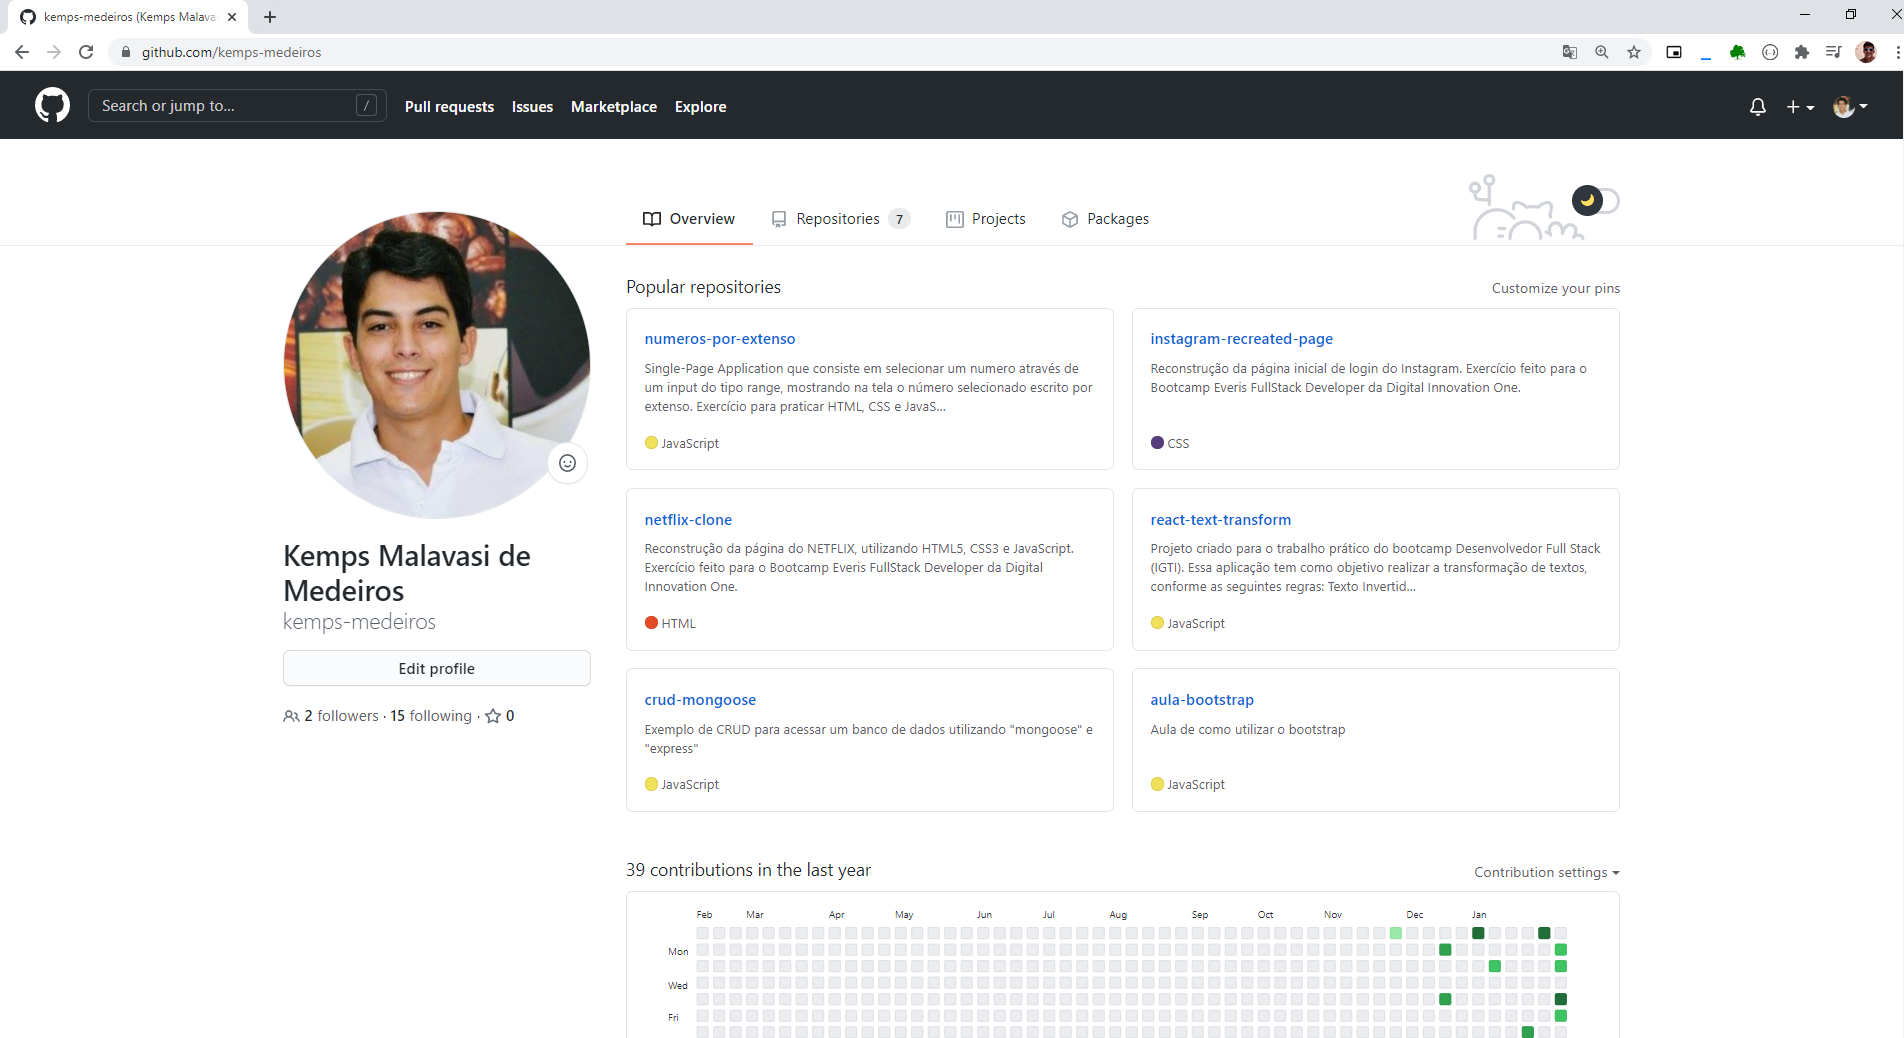 kemps-medeiros (Kemps Malava
github.com/kemps-medeiros
Search or jump to... /
Pull requests Issues Marketplace Explore
Overview Repositories 7 Projects Packages
Popular repositories
Customize your pins
numeros-por-extenso
Single-Page Application que consiste em selecionar um numero através de
um input do tipo range, mostrando na tela o número selecionado escrito por
extenso. Exercício para praticar HTML, CSS e JavaS...
JavaScript
instagram-recreated-page
Reconstrução da página inicial de login do Instagram. Exercício feito para o
Bootcamp Everis FullStack Developer da Digital Innovation One.
CSS
netflix-clone
Reconstrução da página do NETFLIX, utilizando HTML5, CSS3 e JavaScript.
Exercício feito para o Bootcamp Everis FullStack Developer da Digital
Innovation One.
HTML
react-text-transform
Projeto criado para o trabalho prático do bootcamp Desenvolvedor Full Stack
(IGTI). Essa aplicação tem como objetivo realizar a transformação de textos,
conforme as seguintes regras: Texto Invertid...
JavaScript
crud-mongoose
Exemplo de CRUD para acessar um banco de dados utilizando "mongoose" e
"express"
JavaScript
aula-bootstrap
Aula de como utilizar o bootstrap
JavaScript
Kemps Malavasi de
Medeiros
kemps-medeiros
Edit profile
2 followers · 15 following · 0
39 contributions in the last year
Contribution settings
Feb Mar Apr May Jun Jul Aug Sep Oct Nov Dec Jan
Mon
Wed
Fri